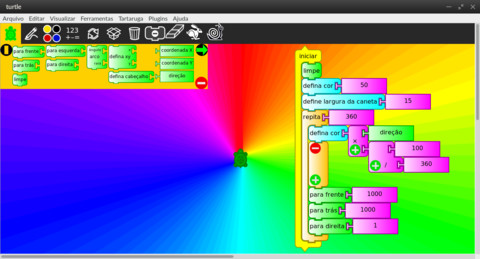 turtle
Arquivo Editar Visualizar Ferramentas Tartaruga Plugins Ajuda
123
+-=
para frente para esquerda arco define xy coordenada X
para trás para direita coordenada Y
limpe define cabeçalho direção
iniciar
limpe
defina cor 50
define largura da caneta 15
repita 360
defina cor direção
× 100
/ 360
para frente 1000
para trás 1000
para direita 1